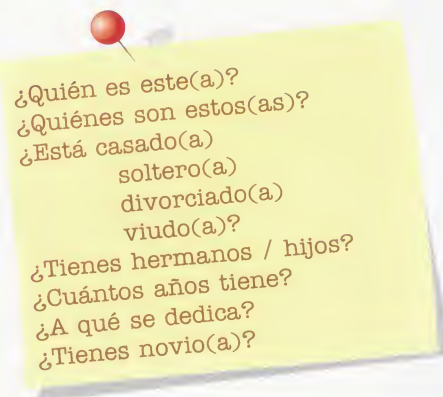 ¿Quién es este(a)?
¿Quiénes son estos(as)?
¿Está casado(a)
soltero(a)
divorciado(a)
viudo(a)?
¿Tienes hermanos / hijos?
¿Cuántos años tiene?
¿A qué se dedica?
¿Tienes novio(a)?